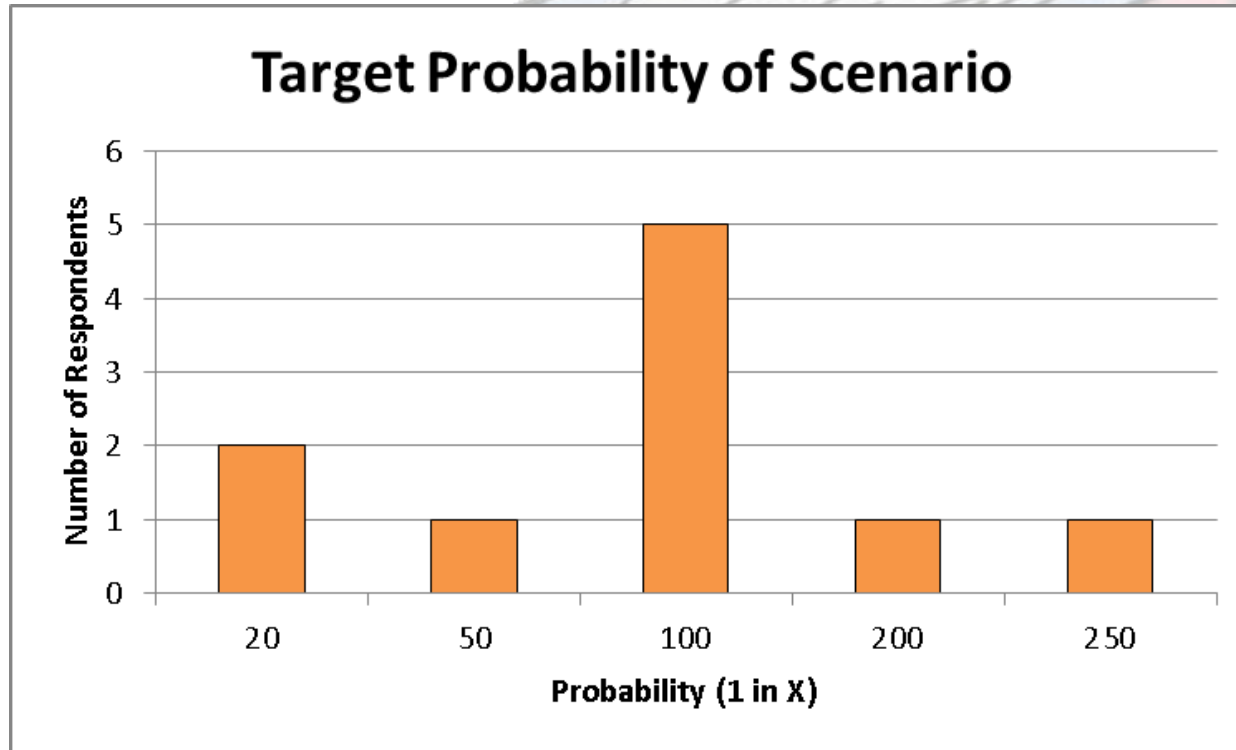 Target Probability of Scenario
6
5
4
3
2
1
0
Number of Respondents
20 50 100 200 250
Probability (1 in X)